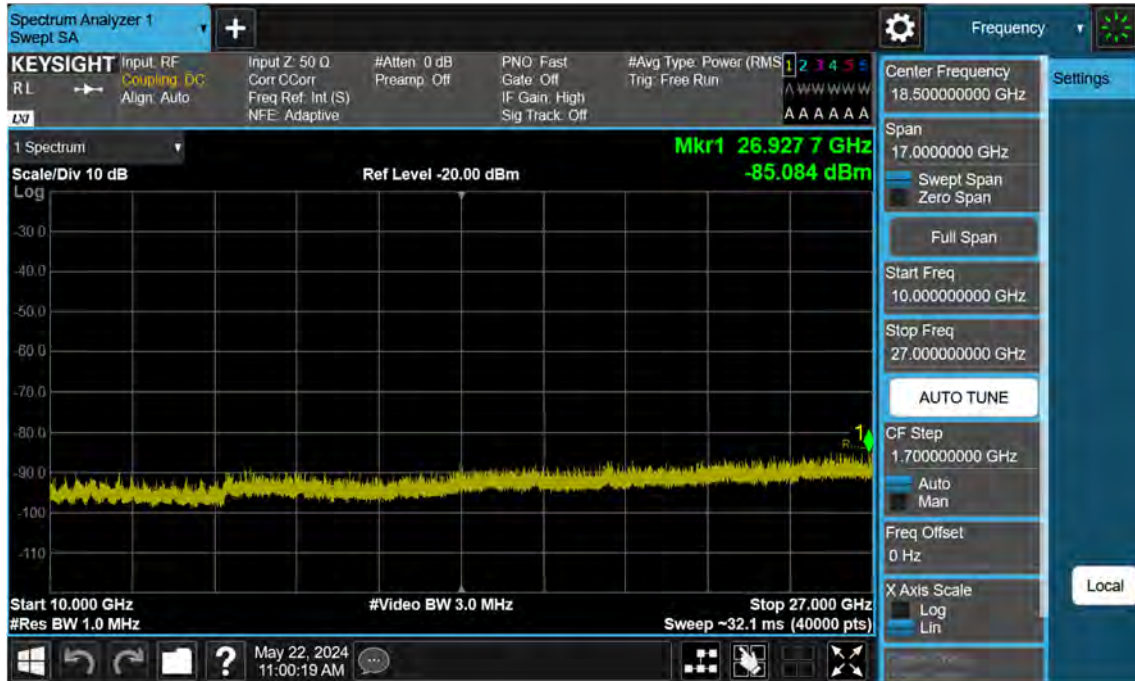 Spectrum Analyzer 1
Swept SA
Frequency
KEYSIGHT
RL
LXI
Input: RF
Coupling: DC
Align: Auto
Input Z: 50 Ω
Corr CCorr
Freq Ref: Int (S)
NFE: Adaptive
#Atten: 0 dB
Preamp: Off
PNO: Fast
Gate: Off
IF Gain: High
Sig Track: Off
#Avg Type: Power (RMS
Trig: Free Run
1 2 3 4 5 6
A W W W W W
A A A A A A
1 Spectrum
Mkr1 26.927 7 GHz
-85.084 dBm
Scale/Div 10 dB
Ref Level -20.00 dBm
Log
-30.0
-40.0
-50.0
-60.0
-70.0
-80.0
-90.0
-100
-110
1
Start 10.000 GHz
#Video BW 3.0 MHz
Stop 27.000 GHz
#Res BW 1.0 MHz
Sweep ~32.1 ms (40000 pts)
Center Frequency
18.500000000 GHz
Span
17.0000000 GHz
Swept Span
Zero Span
Full Span
Start Freq
10.000000000 GHz
Stop Freq
27.000000000 GHz
AUTO TUNE
CF Step
1.700000000 GHz
Auto
Man
Freq Offset
0 Hz
X Axis Scale
Log
Lin
Settings
Local
May 22, 2024
11:00:19 AM